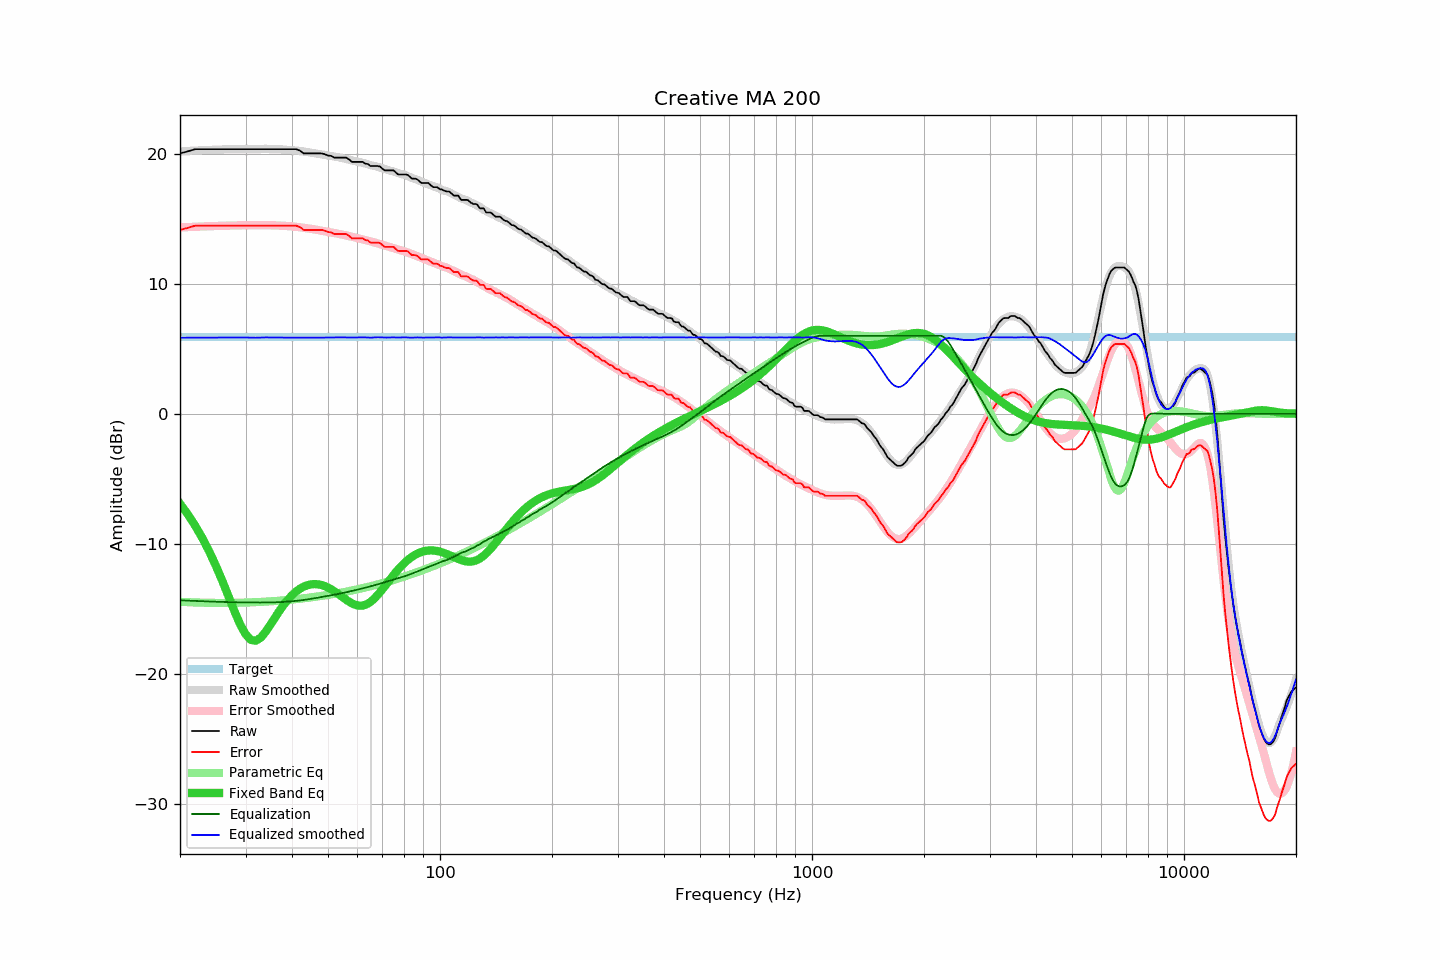 Creative MA 200
20
10
0
−10
−20
−30
Amplitude (dBr)
Target
Raw Smoothed
Error Smoothed
Raw
Error
Parametric Eq
Fixed Band Eq
Equalization
Equalized smoothed
100
1000
10000
Frequency (Hz)